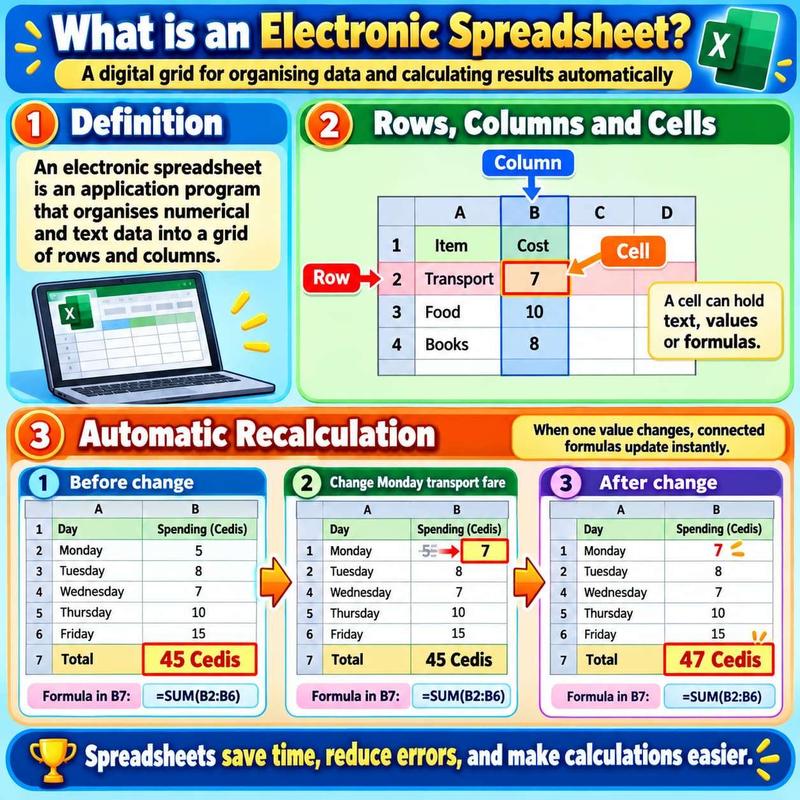 What is an Electronic Spreadsheet?
X
A digital grid for organising data and calculating results automatically
1 Definition
An electronic spreadsheet
is an application program
that organises numerical
and text data into a grid
of rows and columns.
X
2 Rows, Columns and Cells
Column
A B C D
1 Item Cost
Cell
Row
2 Transport 7
3 Food 10
4 Books 8
A cell can hold
text, values
or formulas.
3 Automatic Recalculation
When one value changes, connected
formulas update instantly.
1 Before change
A B
1 Day Spending (Cedis)
2 Monday 5
3 Tuesday 8
4 Wednesday 7
5 Thursday 10
6 Friday 15
7 Total 45 Cedis
Formula in B7: =SUM(B2:B6)
2 Change Monday transport fare
A B
Day Spending (Cedis)
1 Monday 5 7
2 Tuesday 8
4 Wednesday 7
5 Thursday 10
6 Friday 15
7 Total 45 Cedis
Formula in B7: =SUM(B2:B6)
3 After change
A B
Day Spending (Cedis)
1 Monday 7
2 Tuesday 8
4 Wednesday 7
5 Thursday 10
6 Friday 15
7 Total 47 Cedis
Formula in B7: =SUM(B2:B6)
Spreadsheets save time, reduce errors, and make calculations easier.